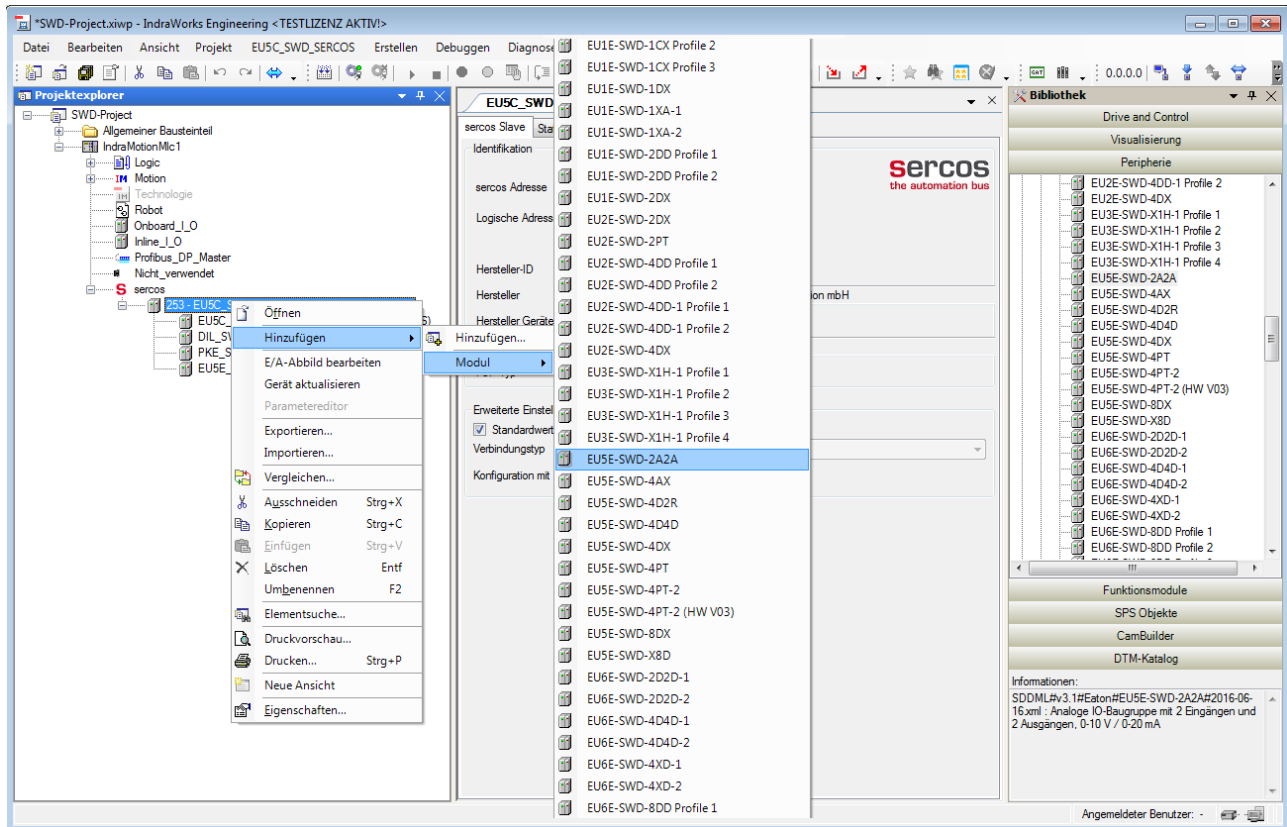 *SWD-Project.xiwp - IndraWorks Engineering <TESTLIZENZ AKTIV!>
Datei Bearbeiten Ansicht Projekt EU5C_SWD_SERCOS Erstellen Debuggen Diagnose
0.0.0.0
Projektexplorer
SWD-Project
Allgemeiner Bausteinteil
IndraMotionMlc1
Logic
Motion
Technologie
Robot
Onboard_I_O
Inline_I_O
Profibus_DP_Master
Nicht_verwendet
sercos
253 - EU5C_S
EU5C_
DIL_SW
PKE_S
EU5E_
Öffnen
Hinzufügen
E/A-Abbild bearbeiten
Gerät aktualisieren
Parametereditor
Exportieren...
Importieren...
Vergleichen...
Ausschneiden Strg+X
Kopieren Strg+C
Einfügen Strg+V
Löschen Entf
Umbenennen F2
Elementsuche...
Druckvorschau...
Drucken... Strg+P
Neue Ansicht
Eigenschaften...
Hinzufügen...
Modul
EU5C_SWD
sercos Slave Sta
Identifikation
sercos Adresse
Logische Adress
Hersteller-ID
Hersteller
ion mbH
Hersteller Geräte
Erweiterte Einstel
Standardwert
Verbindungstyp
Konfiguration mit
sercos
the automation bus
EU1E-SWD-1CX Profile 2
EU1E-SWD-1CX Profile 3
EU1E-SWD-1DX
EU1E-SWD-1XA-1
EU1E-SWD-1XA-2
EU1E-SWD-2DD Profile 1
EU1E-SWD-2DD Profile 2
EU1E-SWD-2DX
EU2E-SWD-2DX
EU2E-SWD-2PT
EU2E-SWD-4DD Profile 1
EU2E-SWD-4DD Profile 2
EU2E-SWD-4DD-1 Profile 1
EU2E-SWD-4DD-1 Profile 2
EU2E-SWD-4DX
EU3E-SWD-X1H-1 Profile 1
EU3E-SWD-X1H-1 Profile 2
EU3E-SWD-X1H-1 Profile 3
EU3E-SWD-X1H-1 Profile 4
EU5E-SWD-2A2A
EU5E-SWD-4AX
EU5E-SWD-4D2R
EU5E-SWD-4D4D
EU5E-SWD-4DX
EU5E-SWD-4PT
EU5E-SWD-4PT-2
EU5E-SWD-4PT-2 (HW V03)
EU5E-SWD-8DX
EU5E-SWD-X8D
EU6E-SWD-2D2D-1
EU6E-SWD-2D2D-2
EU6E-SWD-4D4D-1
EU6E-SWD-4D4D-2
EU6E-SWD-4XD-1
EU6E-SWD-4XD-2
EU6E-SWD-8DD Profile 1
Bibliothek
Drive and Control
Visualisierung
Peripherie
EU2E-SWD-4DD-1 Profile 2
EU2E-SWD-4DX
EU3E-SWD-X1H-1 Profile 1
EU3E-SWD-X1H-1 Profile 2
EU3E-SWD-X1H-1 Profile 3
EU3E-SWD-X1H-1 Profile 4
EU5E-SWD-2A2A
EU5E-SWD-4AX
EU5E-SWD-4D2R
EU5E-SWD-4D4D
EU5E-SWD-4DX
EU5E-SWD-4PT
EU5E-SWD-4PT-2
EU5E-SWD-4PT-2 (HW V03)
EU5E-SWD-8DX
EU5E-SWD-X8D
EU6E-SWD-2D2D-1
EU6E-SWD-2D2D-2
EU6E-SWD-4D4D-1
EU6E-SWD-4D4D-2
EU6E-SWD-4XD-1
EU6E-SWD-4XD-2
EU6E-SWD-8DD Profile 1
EU6E-SWD-8DD Profile 2
Funktionsmodule
SPS Objekte
CamBuilder
DTM-Katalog
Informationen:
SDDML#v3.1#Eaton#EU5E-SWD-2A2A#2016-06-
16.xml : Analoge IO-Baugruppe mit 2 Eingängen und
2 Ausgängen, 0-10 V / 0-20 mA
Angemeldeter Benutzer: -